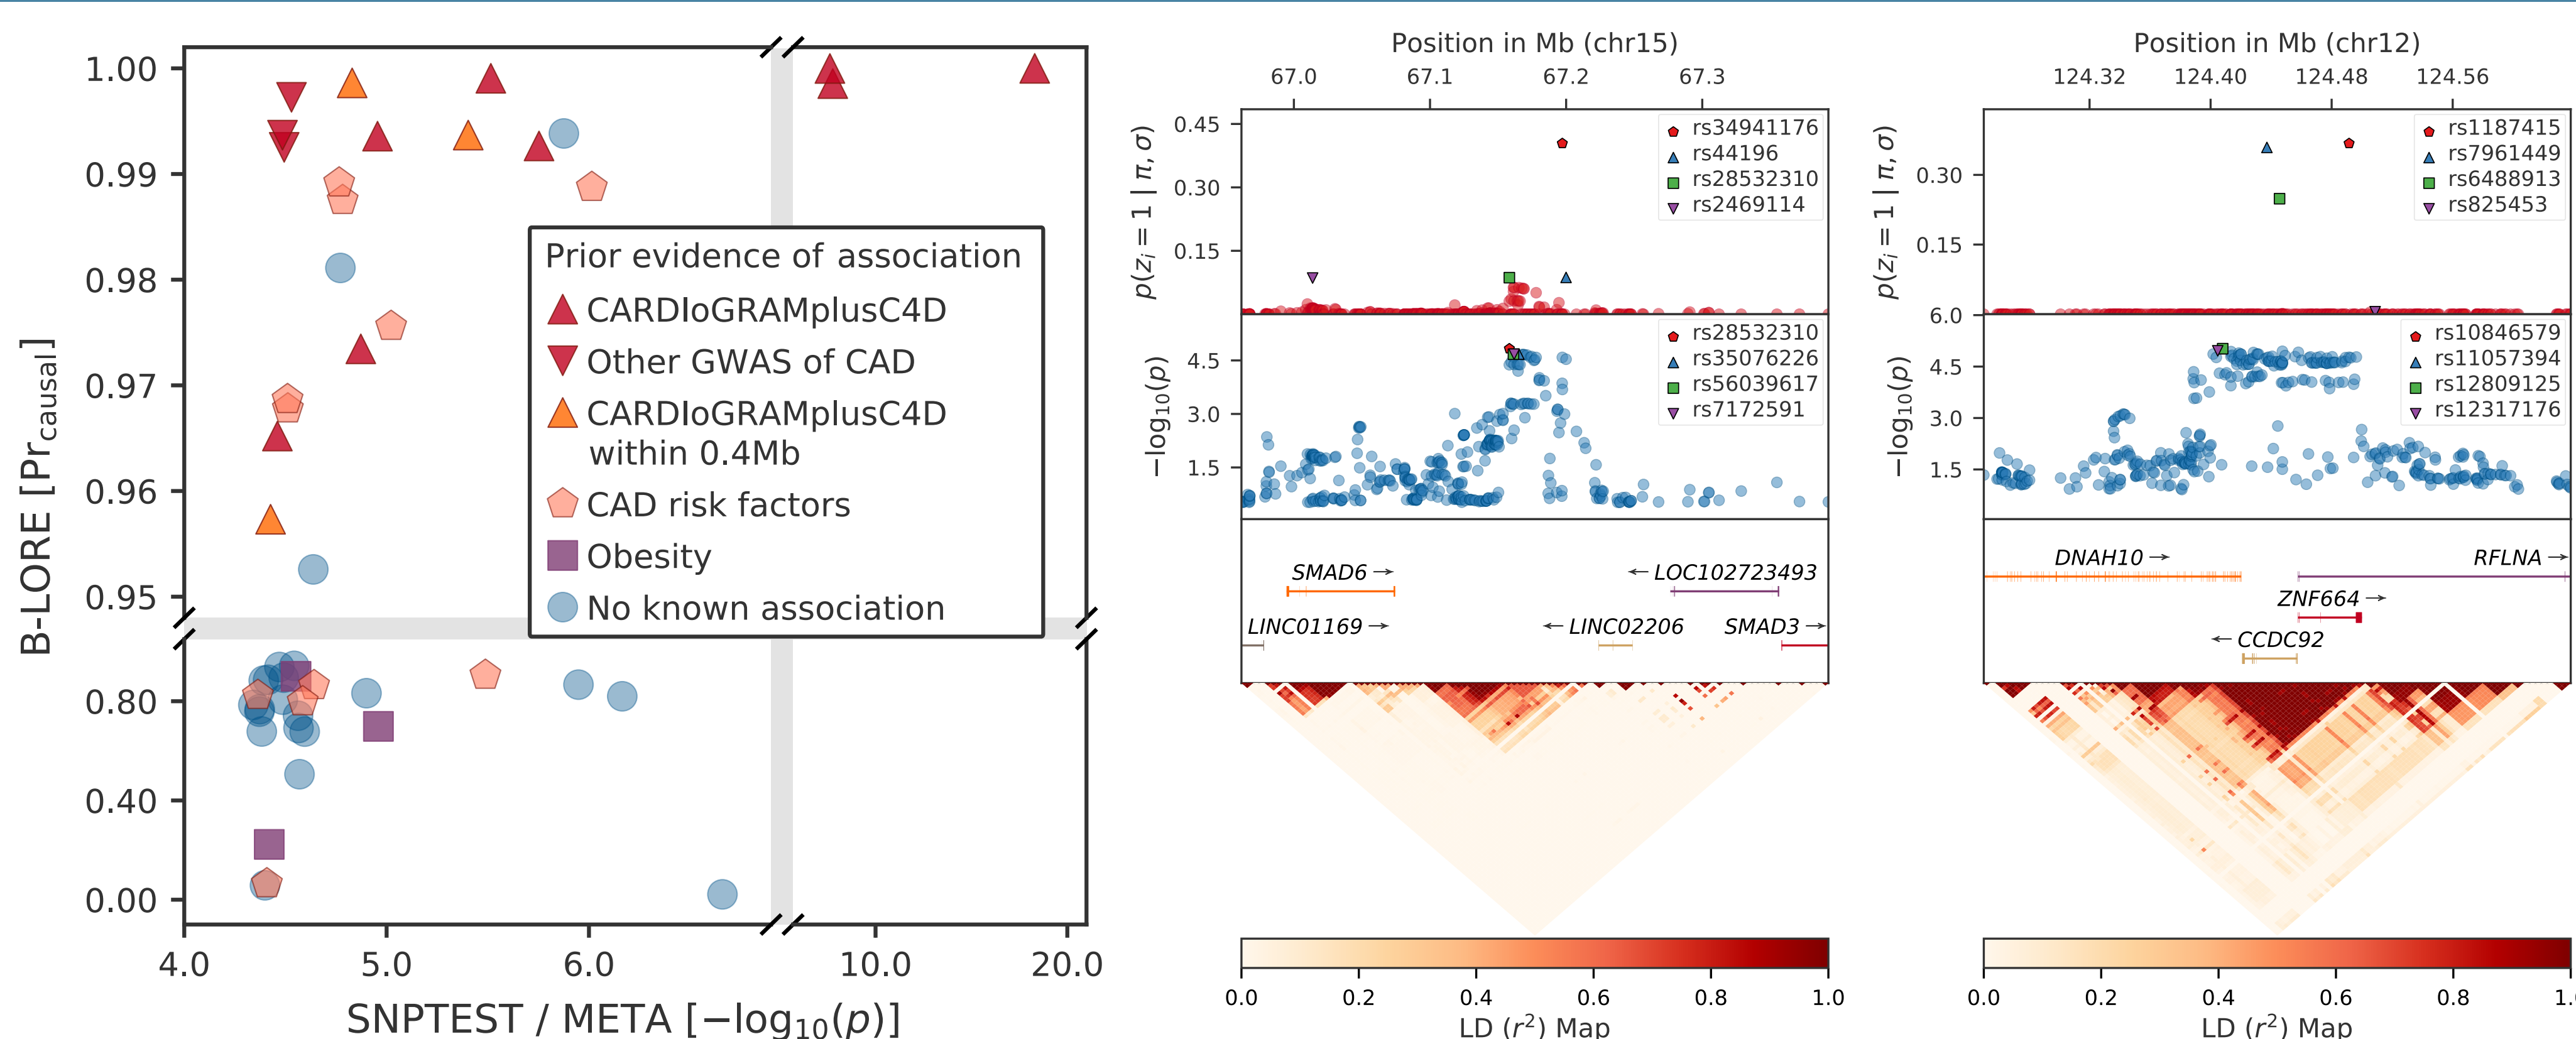 1.00
0.99
0.98
0.97
0.96
0.95
0.80
0.40
0.00
B-LORE [Pr_causal]
4.0 5.0 6.0 10.0 20.0
SNPTEST / META [−log₁₀(p)]
Prior evidence of association
CARDIoGRAMplusC4D
Other GWAS of CAD
CARDIoGRAMplusC4D
within 0.4Mb
CAD risk factors
Obesity
No known association
Position in Mb (chr15)
67.0 67.1 67.2 67.3
p(zᵢ = 1 | π, σ)
0.45
0.30
0.15
rs34941176
rs44196
rs28532310
rs2469114
−log₁₀(p)
4.5
3.0
1.5
rs28532310
rs35076226
rs56039617
rs7172591
SMAD6 →
← LOC102723493
LINC01169 →
← LINC02206
SMAD3 →
0.0 0.2 0.4 0.6 0.8 1.0
LD (r²) Map
Position in Mb (chr12)
124.32 124.40 124.48 124.56
p(zᵢ = 1 | π, σ)
0.30
0.15
rs1187415
rs7961449
rs6488913
rs825453
−log₁₀(p)
6.0
4.5
3.0
1.5
rs10846579
rs11057394
rs12809125
rs12317176
DNAH10 →
RFLNA →
ZNF664 →
← CCDC92
0.0 0.2 0.4 0.6 0.8 1.
LD (r²) Map